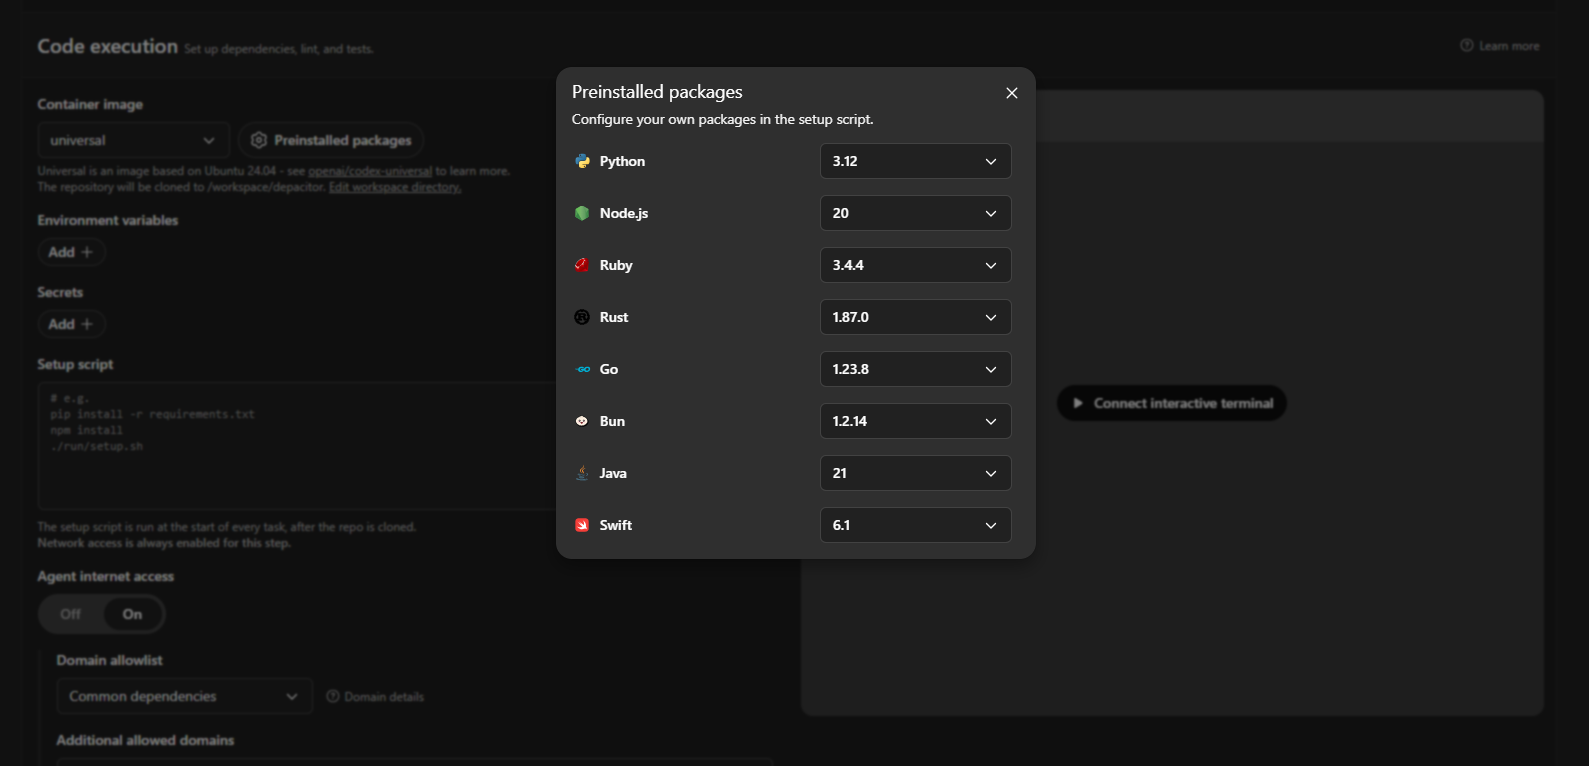 Code execution Set up dependencies, lint, and tests.
Learn more
Container image
universal
Preinstalled packages
Universal is an image based on Ubuntu 24.04 - see openai/codex-universal to learn more.
The repository will be cloned to /workspace/depacitor. Edit workspace directory.
Environment variables
Add +
Secrets
Add +
Setup script
# e.g.
pip install -r requirements.txt
npm install
./run/setup.sh
The setup script is run at the start of every task, after the repo is cloned.
Network access is always enabled for this step.
Agent internet access
Off On
Domain allowlist
Common dependencies
Domain details
Additional allowed domains
Preinstalled packages
Configure your own packages in the setup script.
Python 3.12
Node.js 20
Ruby 3.4.4
Rust 1.87.0
Go 1.23.8
Bun 1.2.14
Java 21
Swift 6.1
Connect interactive terminal